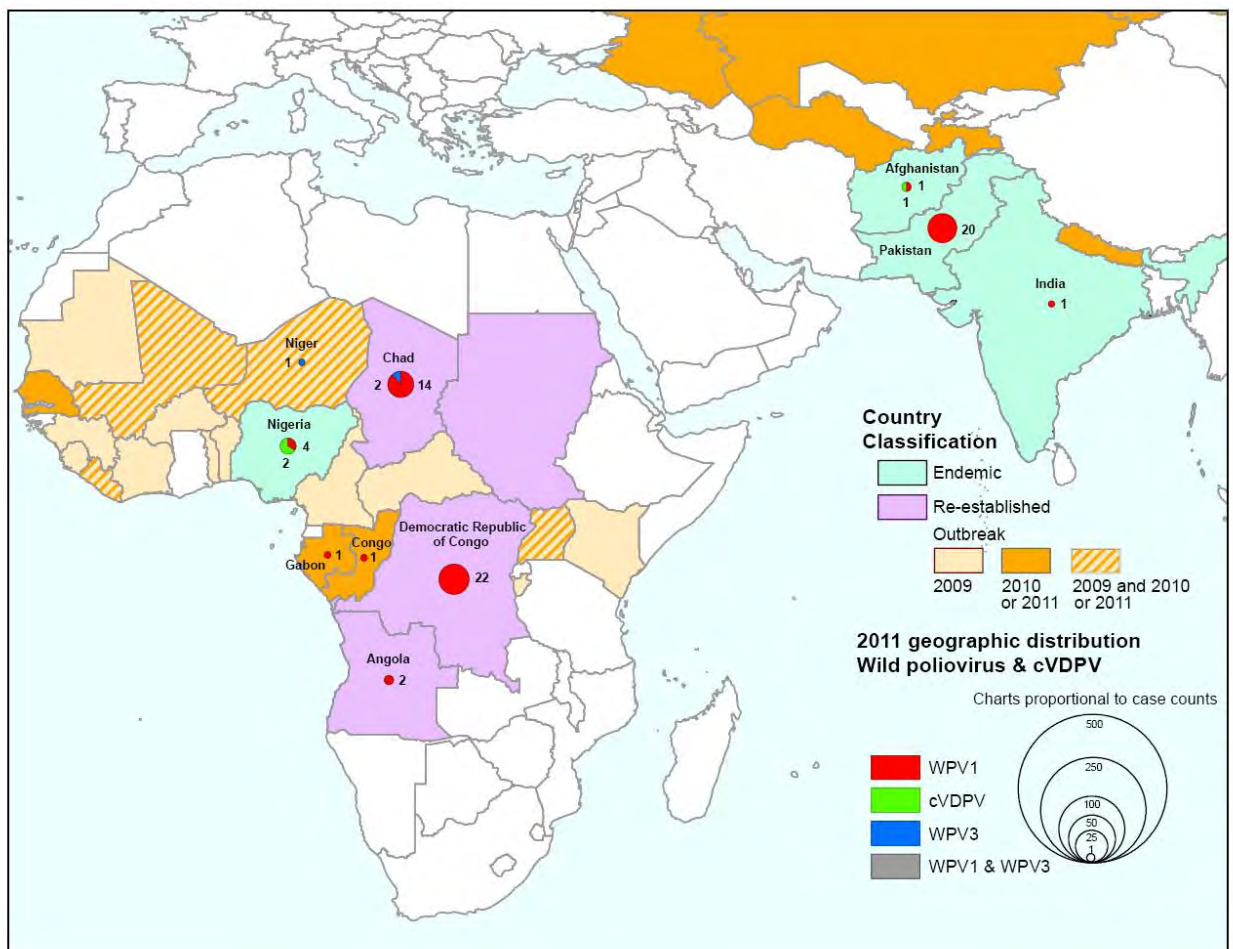 Afghanistan
1
1
20
Pakistan
India
1
Niger
1
Chad
2 14
Nigeria
4
2
Democratic Republic
of Congo
Congo
1
1
Gabon
22
Angola
2
Country
Classification
Endemic
Re-established
Outbreak
2009
2010
or 2011
2009 and 2010
or 2011
2011 geographic distribution
Wild poliovirus & cVDPV
Charts proportional to case counts
500
250
100
50
25
1
WPV1
cVDPV
WPV3
WPV1 & WPV3